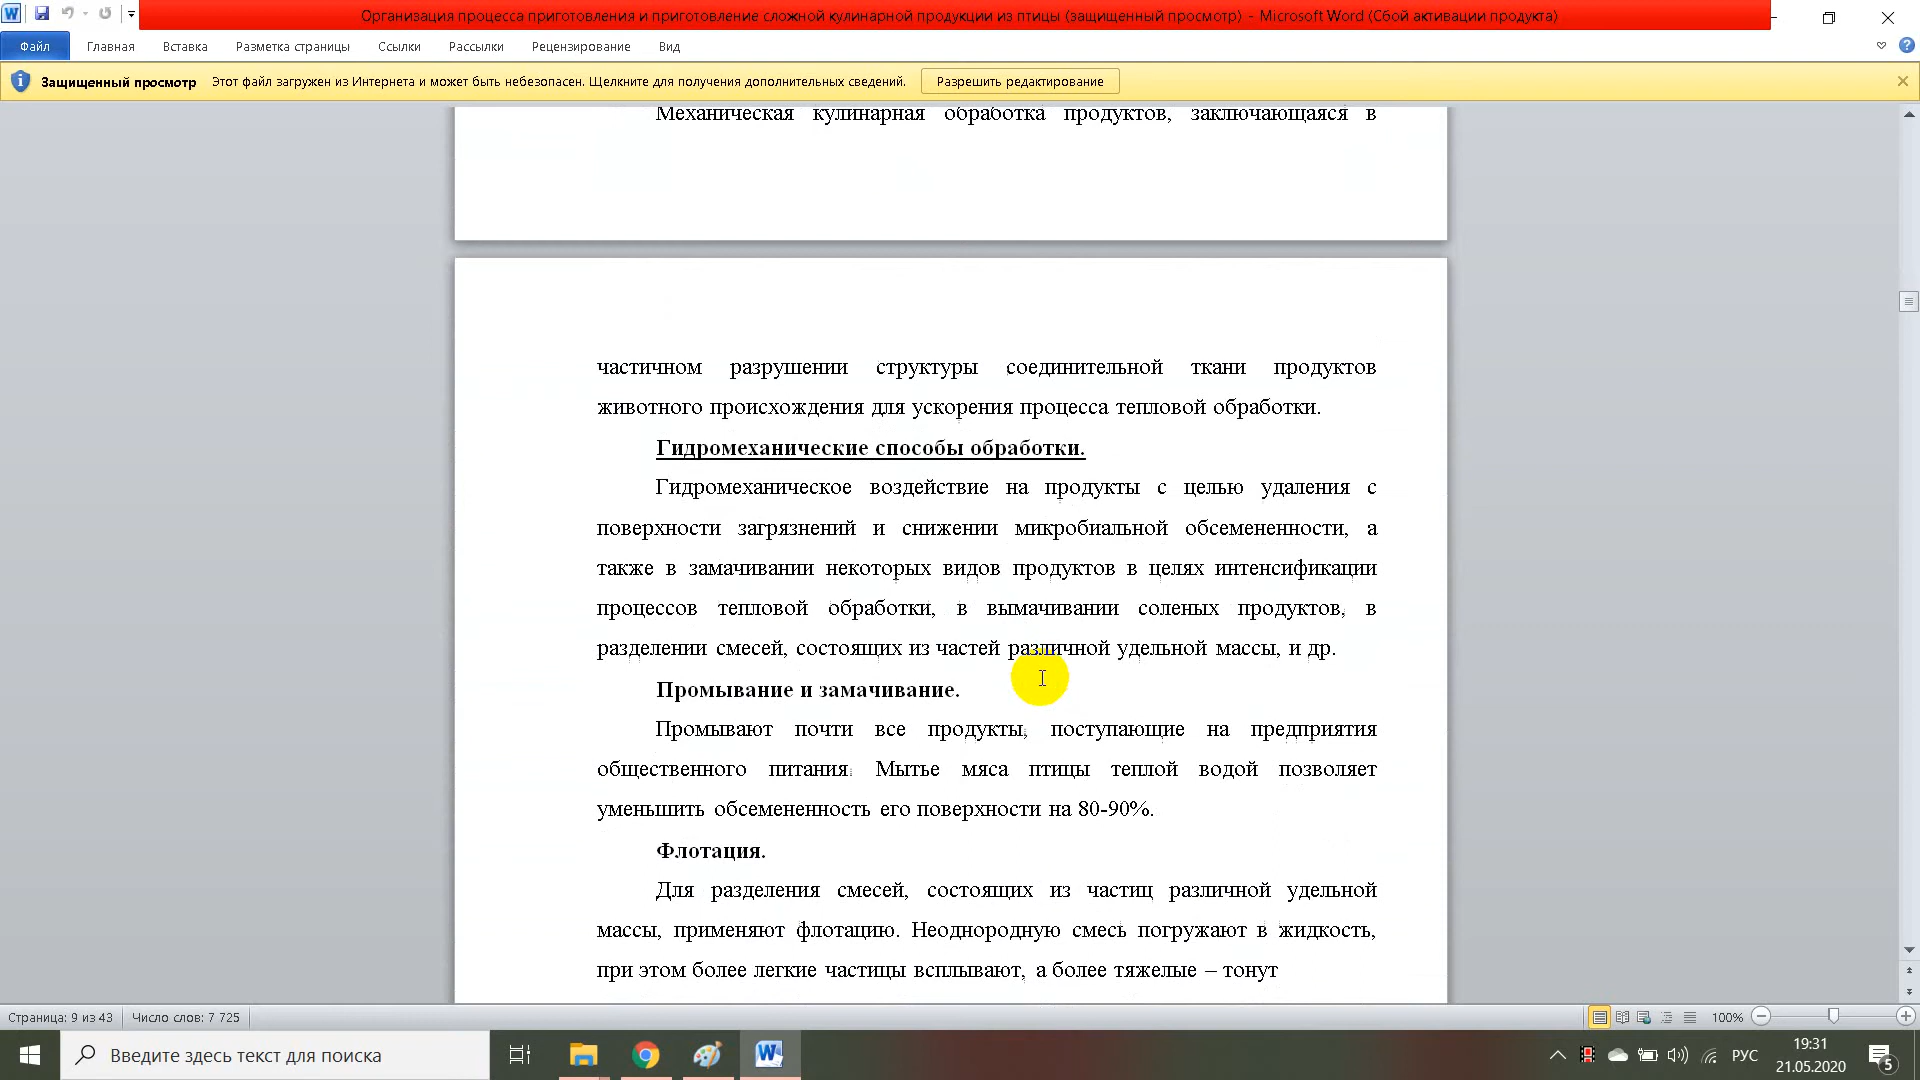 Организация процесса приготовления и приготовление сложной кулинарной продукции из птицы (защищенный просмотр) - Microsoft Word (Сбой активации продукта)
Файл Главная Вставка Разметка страницы Ссылки Рассылки Рецензирование Вид
Защищенный просмотр Этот файл загружен из Интернета и может быть небезопасен. Щелкните для получения дополнительных сведений. Разрешить редактирование
Механическая кулинарная обработка продуктов, заключающаяся в
частичном разрушении структуры соединительной ткани продуктов
животного происхождения для ускорения процесса тепловой обработки.
Гидромеханические способы обработки.
Гидромеханическое воздействие на продукты с целью удаления с
поверхности загрязнений и снижении микробиальной обсемененности, а
также в замачивании некоторых видов продуктов в целях интенсификации
процессов тепловой обработки, в вымачивании соленых продуктов, в
разделении смесей, состоящих из частей различной удельной массы, и др.
Промывание и замачивание.
Промывают почти все продукты, поступающие на предприятия
общественного питания. Мытье мяса птицы теплой водой позволяет
уменьшить обсемененность его поверхности на 80-90%.
Флотация.
Для разделения смесей, состоящих из частиц различной удельной
массы, применяют флотацию. Неоднородную смесь погружают в жидкость,
при этом более легкие частицы всплывают, а более тяжелые – тонут
Страница: 9 из 43 Число слов: 7 725 100%
Введите здесь текст для поиска РУС 19:31
21.05.2020 5